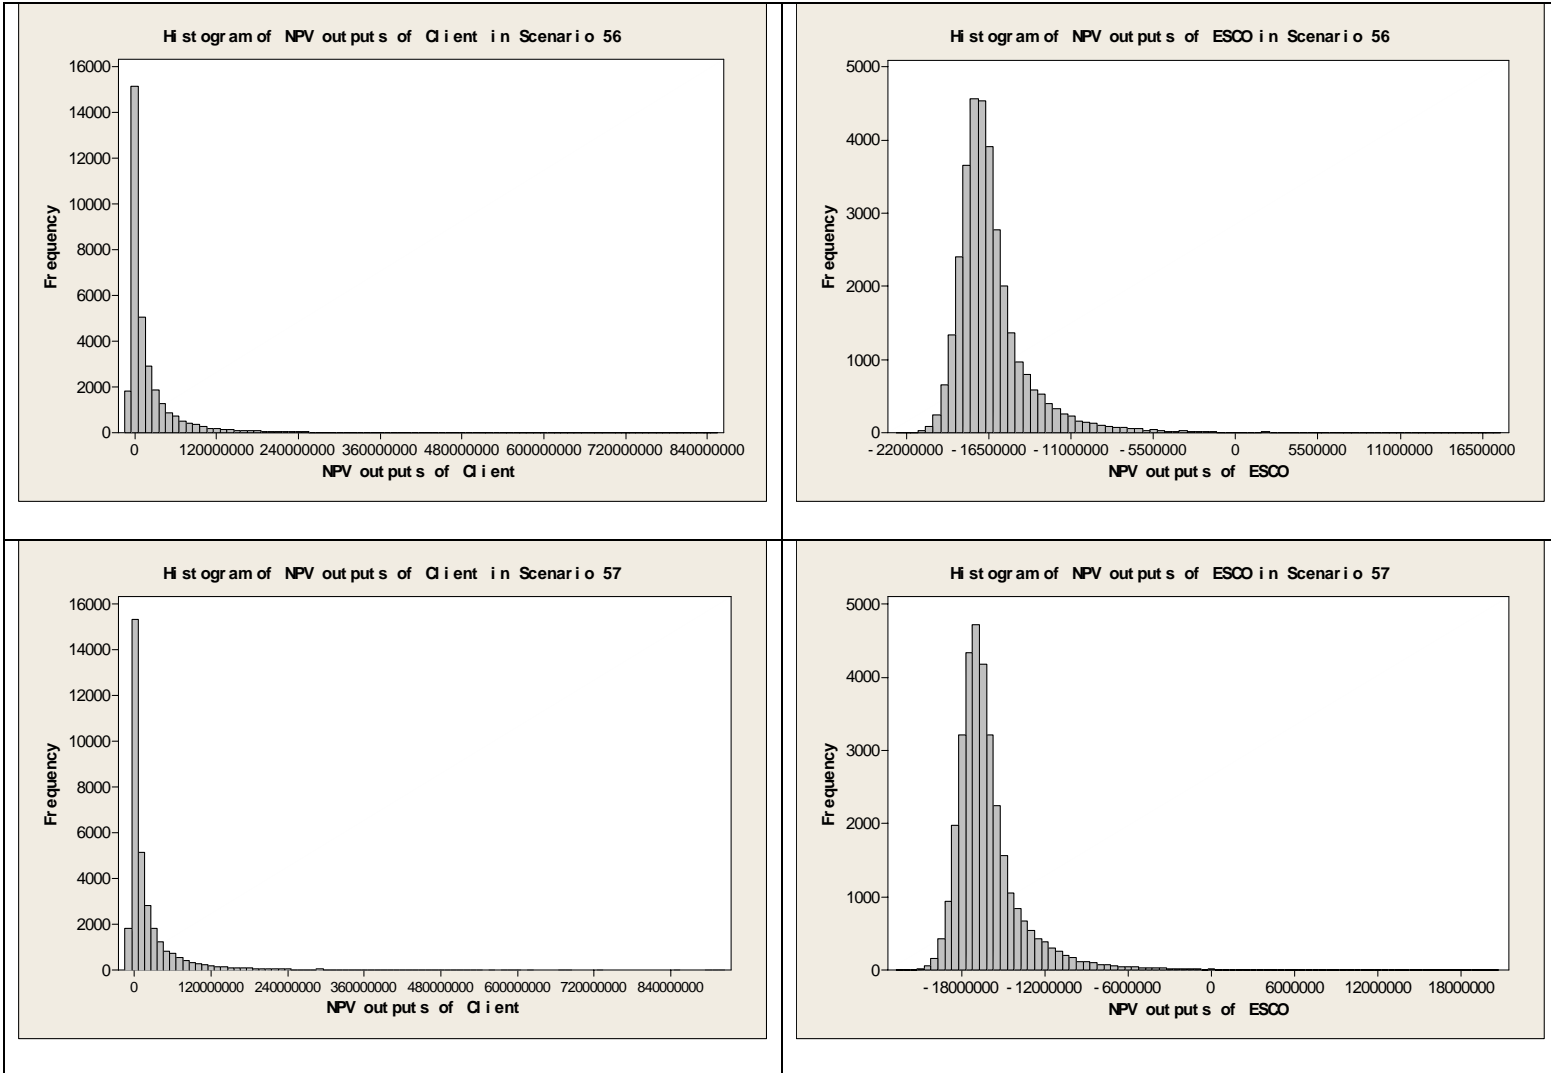 Histogram of NPV outputs of Client in Scenario 56
16000
14000
12000
10000
8000
6000
4000
2000
0
Frequency
0 120000000 240000000 360000000 480000000 600000000 720000000 840000000
NPV outputs of Client
Histogram of NPV outputs of ESCO in Scenario 56
5000
4000
3000
2000
1000
0
Frequency
-22000000 -16500000 -11000000 -5500000 0 5500000 11000000 16500000
NPV outputs of ESCO
Histogram of NPV outputs of Client in Scenario 57
16000
14000
12000
10000
8000
6000
4000
2000
0
Frequency
0 120000000 240000000 360000000 480000000 600000000 720000000 840000000
NPV outputs of Client
Histogram of NPV outputs of ESCO in Scenario 57
5000
4000
3000
2000
1000
0
Frequency
-18000000 -12000000 -6000000 0 6000000 12000000 18000000
NPV outputs of ESCO